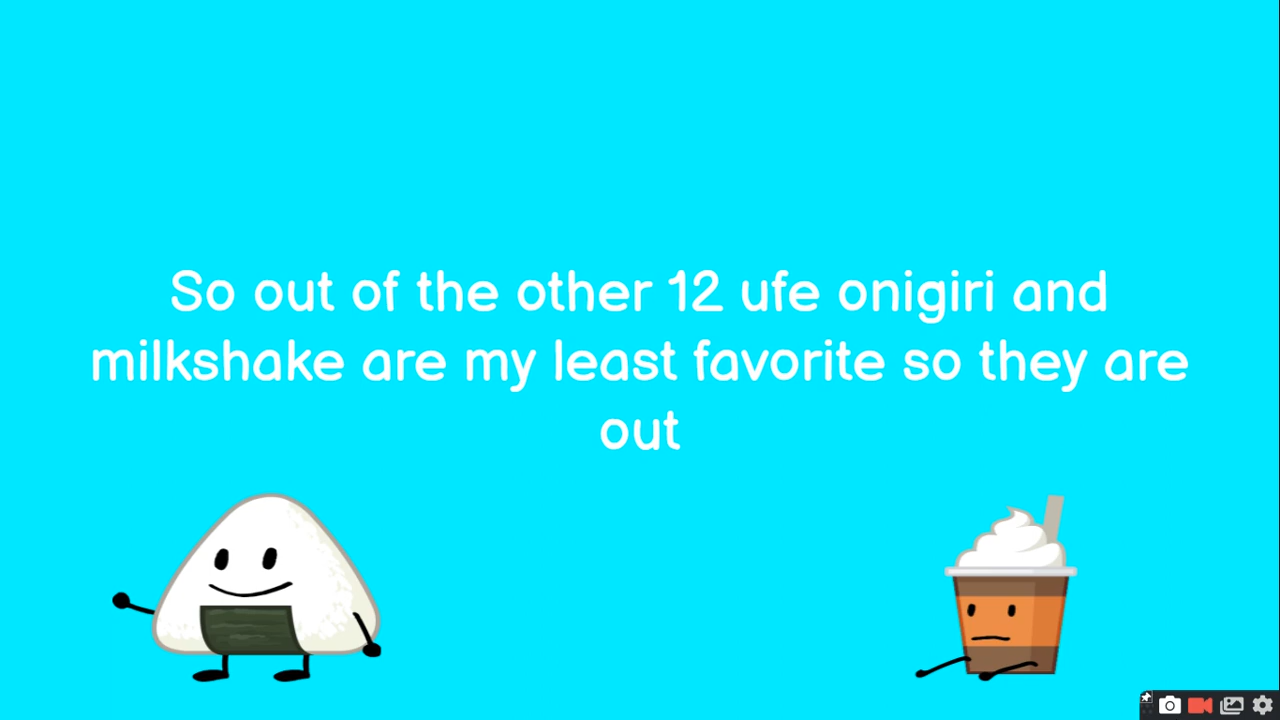 So out of the other 12 ufe onigiri and
milkshake are my least favorite so they are
out